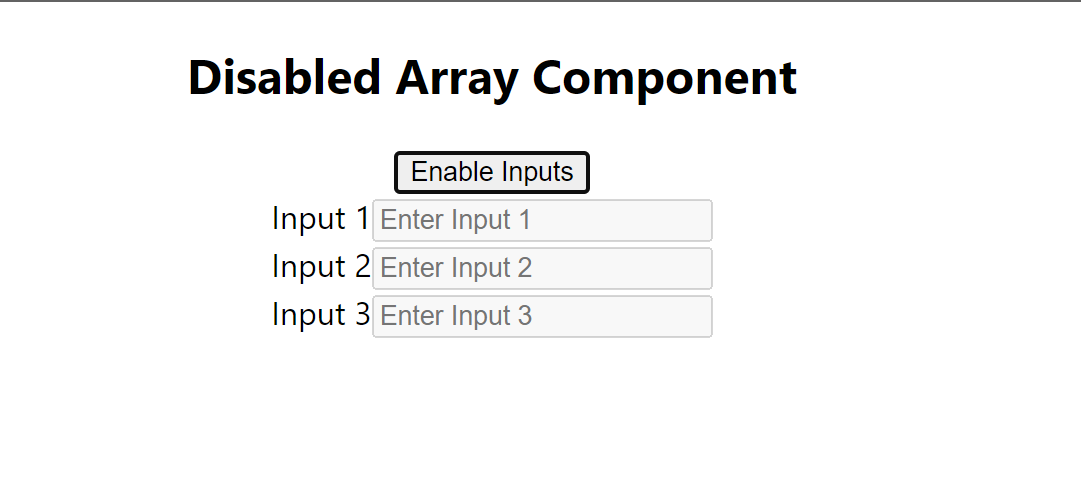 Disabled Array Component
Enable Inputs
Input 1 Enter Input 1
Input 2 Enter Input 2
Input 3 Enter Input 3